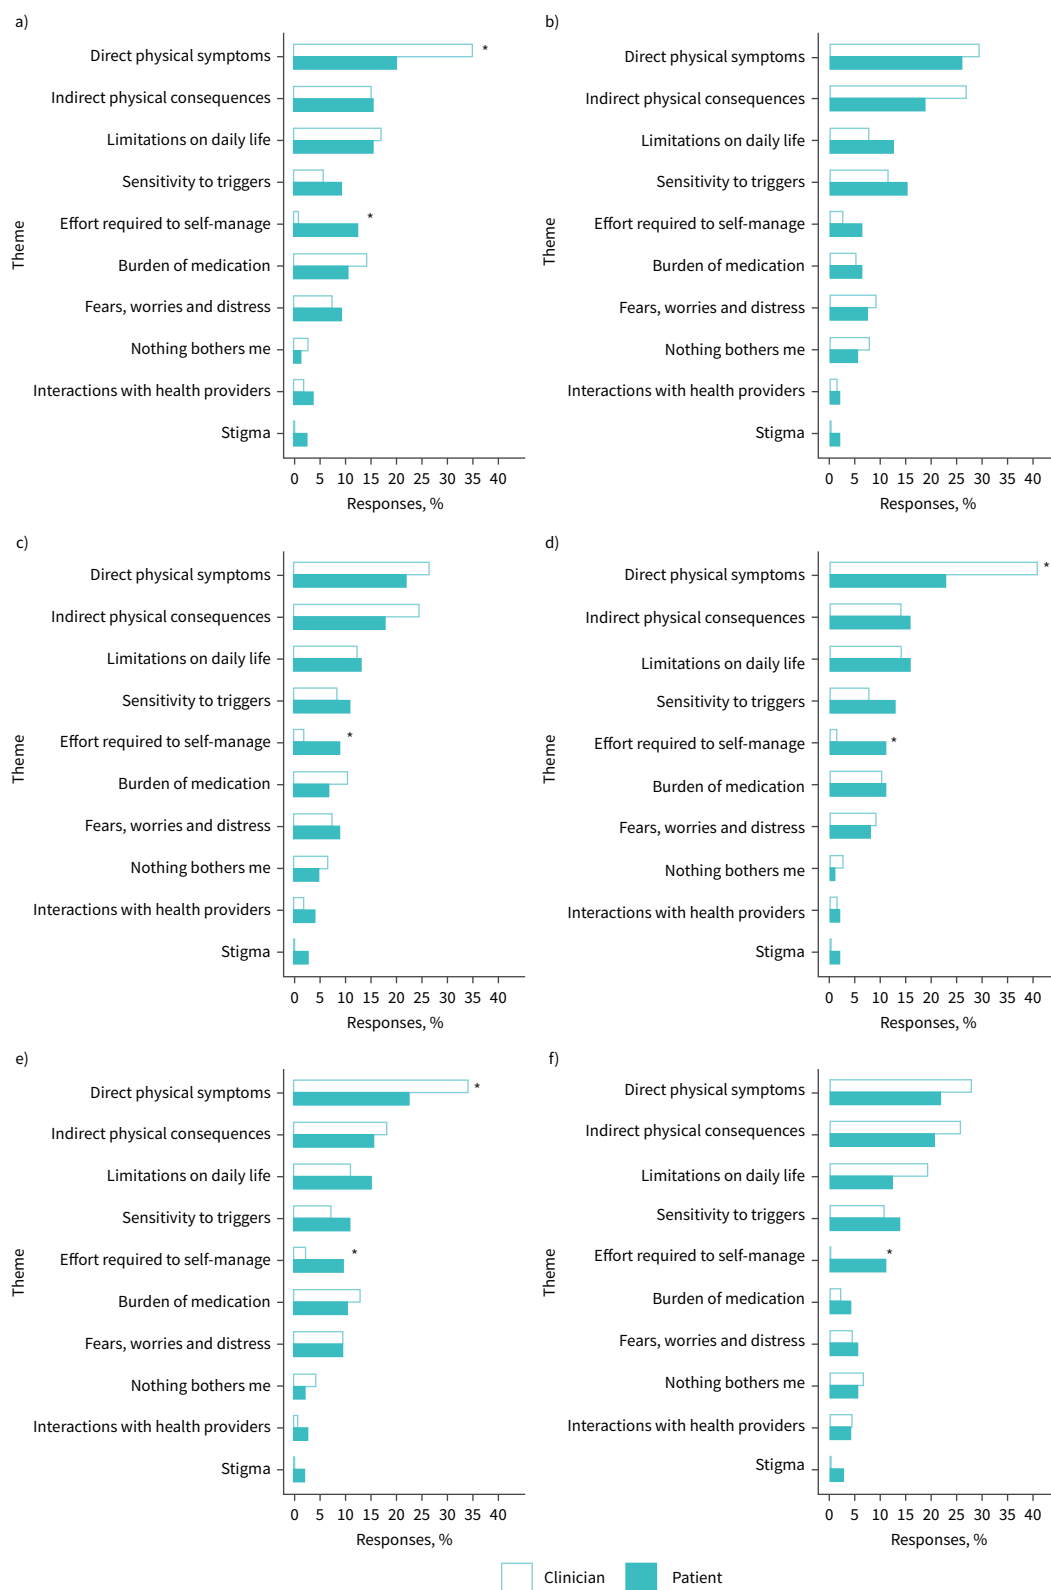 a)
Direct physical symptoms
*
Indirect physical consequences
Limitations on daily life
Sensitivity to triggers
Effort required to self-manage
*
Burden of medication
Fears, worries and distress
Nothing bothers me
Interactions with health providers
Stigma
Theme
0 5 10 15 20 25 30 35 40
Responses, %
b)
Direct physical symptoms
Indirect physical consequences
Limitations on daily life
Sensitivity to triggers
Effort required to self-manage
Burden of medication
Fears, worries and distress
Nothing bothers me
Interactions with health providers
Stigma
Theme
0 5 10 15 20 25 30 35 40
Responses, %
c)
Direct physical symptoms
Indirect physical consequences
Limitations on daily life
Sensitivity to triggers
Effort required to self-manage
*
Burden of medication
Fears, worries and distress
Nothing bothers me
Interactions with health providers
Stigma
Theme
0 5 10 15 20 25 30 35 40
Responses, %
d)
Direct physical symptoms
*
Indirect physical consequences
Limitations on daily life
Sensitivity to triggers
Effort required to self-manage
*
Burden of medication
Fears, worries and distress
Nothing bothers me
Interactions with health providers
Stigma
Theme
0 5 10 15 20 25 30 35 40
Responses, %
e)
Direct physical symptoms
*
Indirect physical consequences
Limitations on daily life
Sensitivity to triggers
Effort required to self-manage
*
Burden of medication
Fears, worries and distress
Nothing bothers me
Interactions with health providers
Stigma
Theme
0 5 10 15 20 25 30 35 40
Responses, %
f)
Direct physical symptoms
Indirect physical consequences
Limitations on daily life
Sensitivity to triggers
Effort required to self-manage
*
Burden of medication
Fears, worries and distress
Nothing bothers me
Interactions with health providers
Stigma
Theme
0 5 10 15 20 25 30 35 40
Responses, %
Clinician
Patient